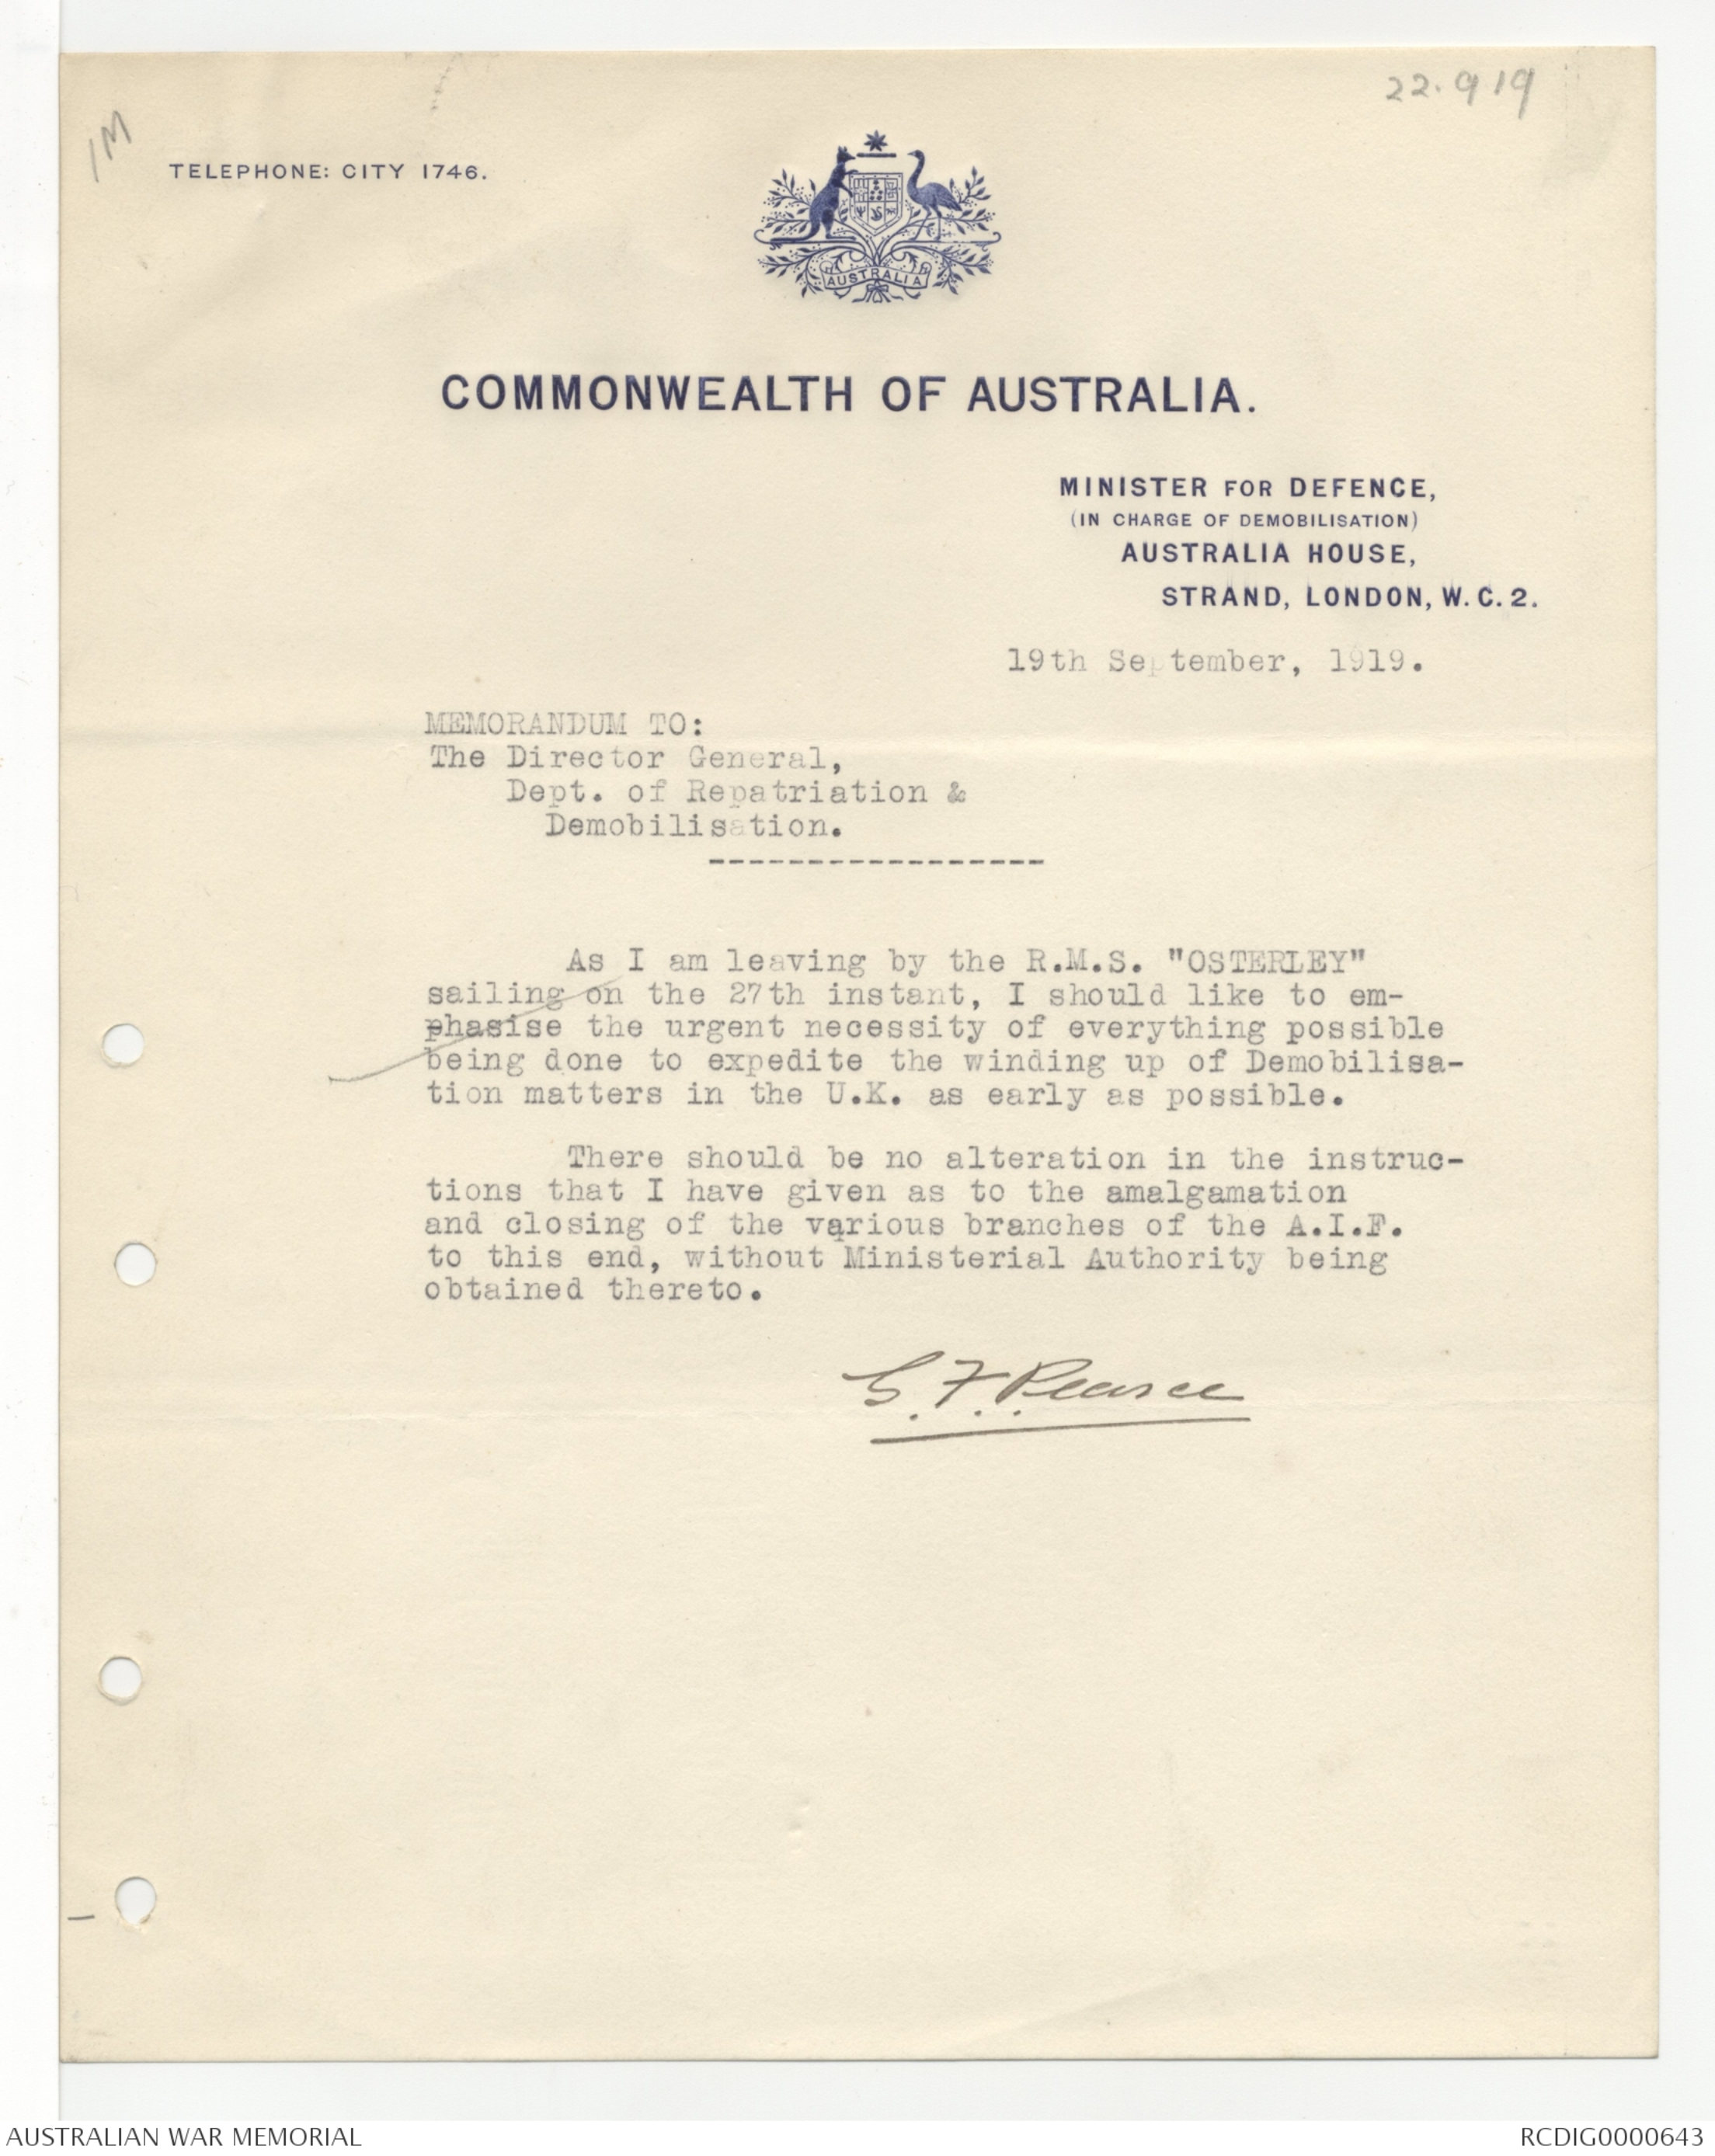 22.9 19
1M
TELEPHONE: CITY 1746.
AUSTRALIA
COMMONWEALTH OF AUSTRALIA.
MINISTER FOR DEFENCE,
(IN CHARGE OF DEMOBILISATION)
AUSTRALIA HOUSE,
STRAND, LONDON, W.C.2.
19th September, 1919.
MEMORANDUM TO:
The Director General,
Dept. of Repatriation &
Demobilisation.
------------------
As I am leaving by the R.M.S. "OSTERLEY"
sailing on the 27th instant, I should like to em-
phasise the urgent necessity of everything possible
being done to expedite the winding up of Demobilisa-
tion matters in the U.K. as early as possible.
There should be no alteration in the instruc-
tions that I have given as to the amalgamation
and closing of the various branches of the A.I.F.
to this end, without Ministerial Authority being
obtained thereto.
G. F. Pearce
AUSTRALIAN WAR MEMORIAL
RCDIG0000643